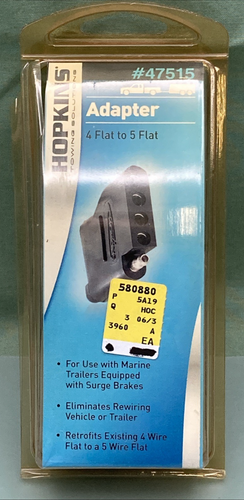 #47515
HOPKINS
TOWING SOLUTIONS
Adapter
4 Flat to 5 Flat
580880
P 5A19
Q HOC
3 06/3
3960 A
EA
• For Use with Marine
Trailers Equipped
with Surge Brakes
• Eliminates Rewiring
Vehicle or Trailer
• Retrofits Existing 4 Wire
Flat to a 5 Wire Flat